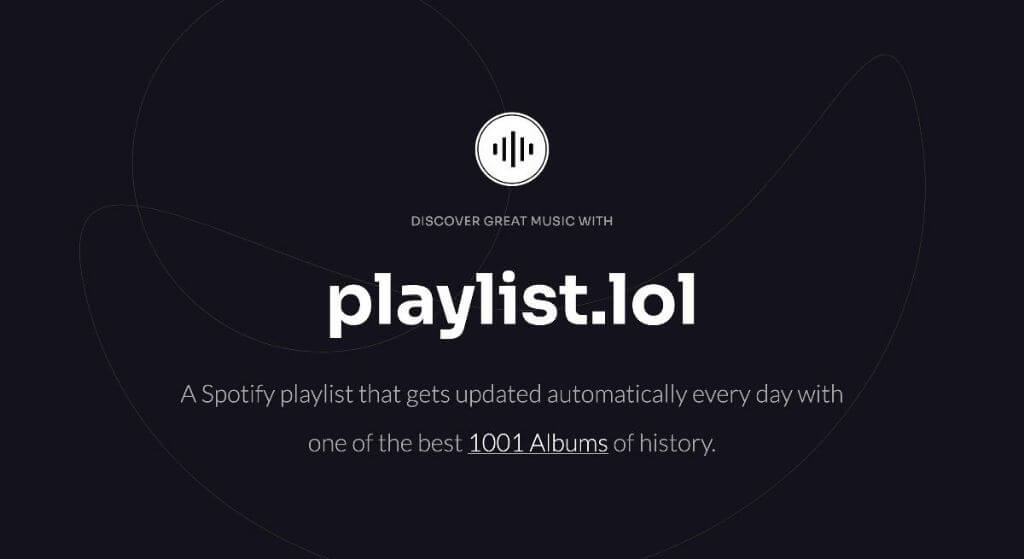 DISCOVER GREAT MUSIC WITH
playlist.lol
A Spotify playlist that gets updated automatically every day with
one of the best 1001 Albums of history.